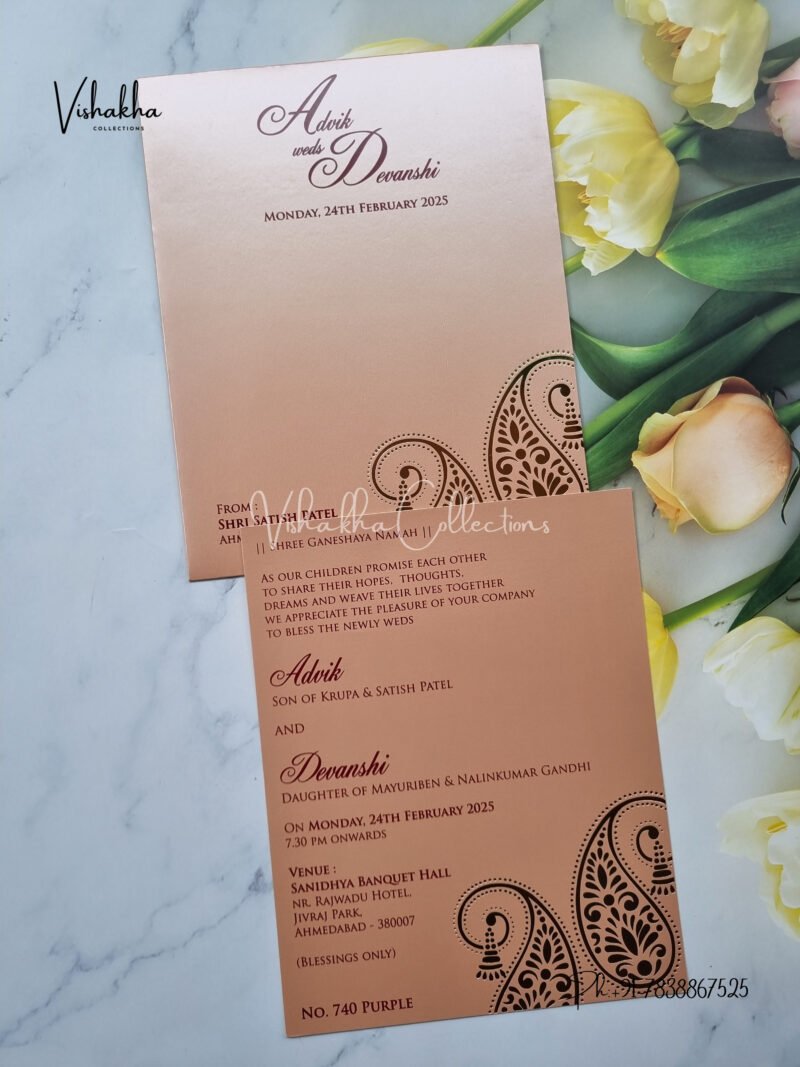 Vishakha
COLLECTIONS
Advik
weds
Devanshi
Monday, 24th February 2025
From :
Shri Satish Patel
Vishakha Collections
|| Shree Ganeshaya Namah ||
As our children promise each other
to share their hopes, thoughts,
dreams and weave their lives together
we appreciate the pleasure of your company
to bless the newly weds
Advik
Son of Krupa & Satish Patel
and
Devanshi
Daughter of Mayuriben & Nalinkumar Gandhi
On Monday, 24th February 2025
7.30 pm onwards
Venue :
Sanidhya Banquet Hall
nr. Rajwadu Hotel,
Jivraj Park,
Ahmedabad - 380007
(Blessings only)
No. 740 Purple
Ph:+91-7838867525